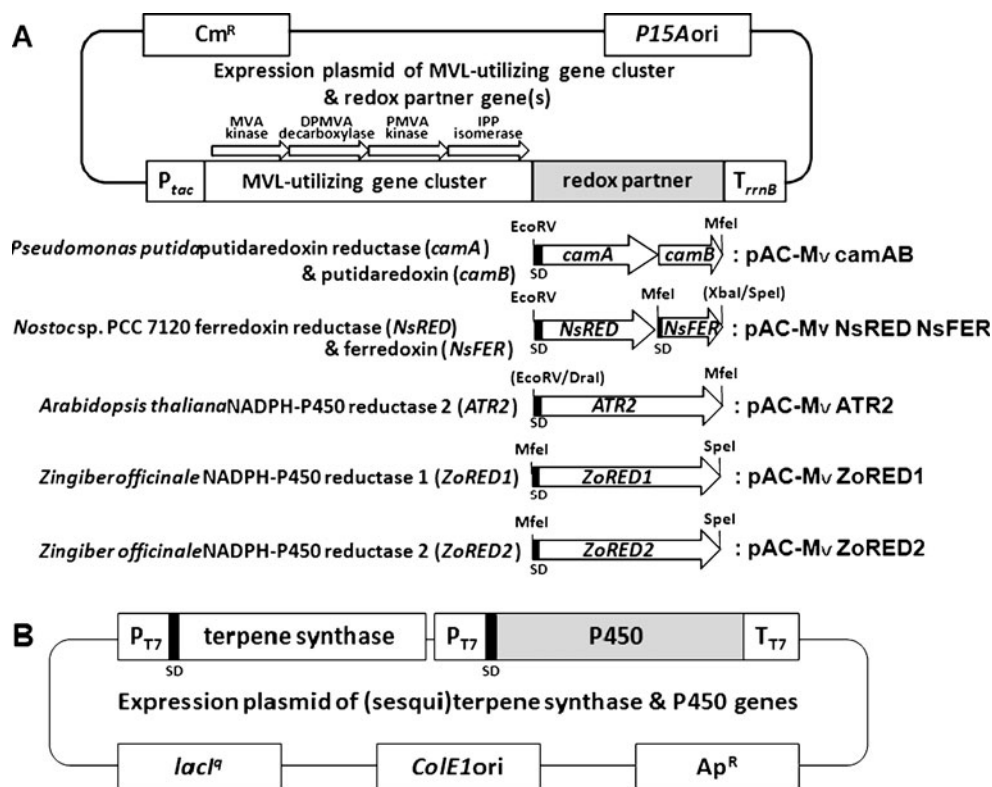 A
Cm^R
P15Aori
Expression plasmid of MVL-utilizing gene cluster
& redox partner gene(s)
MVA kinase
DPMVA decarboxylase
PMVA kinase
IPP isomerase
P_tac
MVL-utilizing gene cluster
redox partner
T_rrnB
EcoRV
MfeI
Pseudomonas putidaputidaredoxin reductase (camA)
& putidaredoxin (camB)
SD
camA
camB
: pAC-Mv camAB
EcoRV
MfeI
(XbaI/SpeI)
Nostoc sp. PCC 7120 ferredoxin reductase (NsRED)
& ferredoxin (NsFER)
SD
NsRED
SD
NsFER
: pAC-Mv NsRED NsFER
(EcoRV/DraI)
MfeI
Arabidopsis thalianaNADPH-P450 reductase 2 (ATR2)
SD
ATR2
: pAC-Mv ATR2
MfeI
SpeI
Zingiber officinale NADPH-P450 reductase 1 (ZoRED1)
SD
ZoRED1
: pAC-Mv ZoRED1
MfeI
SpeI
Zingiber officinaleNADPH-P450 reductase 2 (ZoRED2)
SD
ZoRED2
: pAC-Mv ZoRED2
B
P_T7
SD
terpene synthase
P_T7
SD
P450
T_T7
Expression plasmid of (sesqui)terpene synthase & P450 genes
lacI^q
ColE1ori
Ap^R